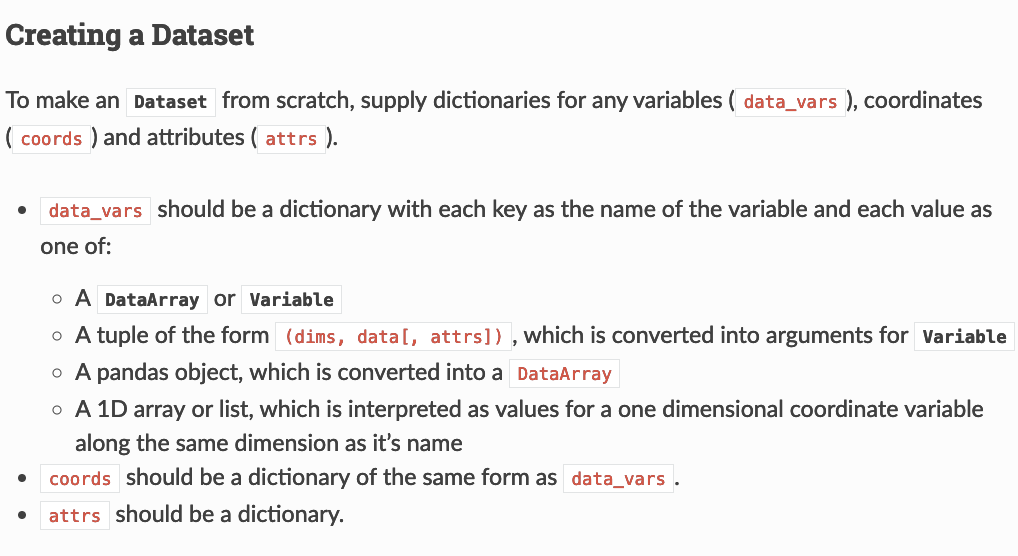 Creating a Dataset
To make an Dataset from scratch, supply dictionaries for any variables ( data_vars ), coordinates
( coords ) and attributes ( attrs ).
• data_vars should be a dictionary with each key as the name of the variable and each value as
one of:
◦ A DataArray or Variable
◦ A tuple of the form (dims, data[, attrs]) , which is converted into arguments for Variable
◦ A pandas object, which is converted into a DataArray
◦ A 1D array or list, which is interpreted as values for a one dimensional coordinate variable
along the same dimension as it’s name
• coords should be a dictionary of the same form as data_vars .
• attrs should be a dictionary.